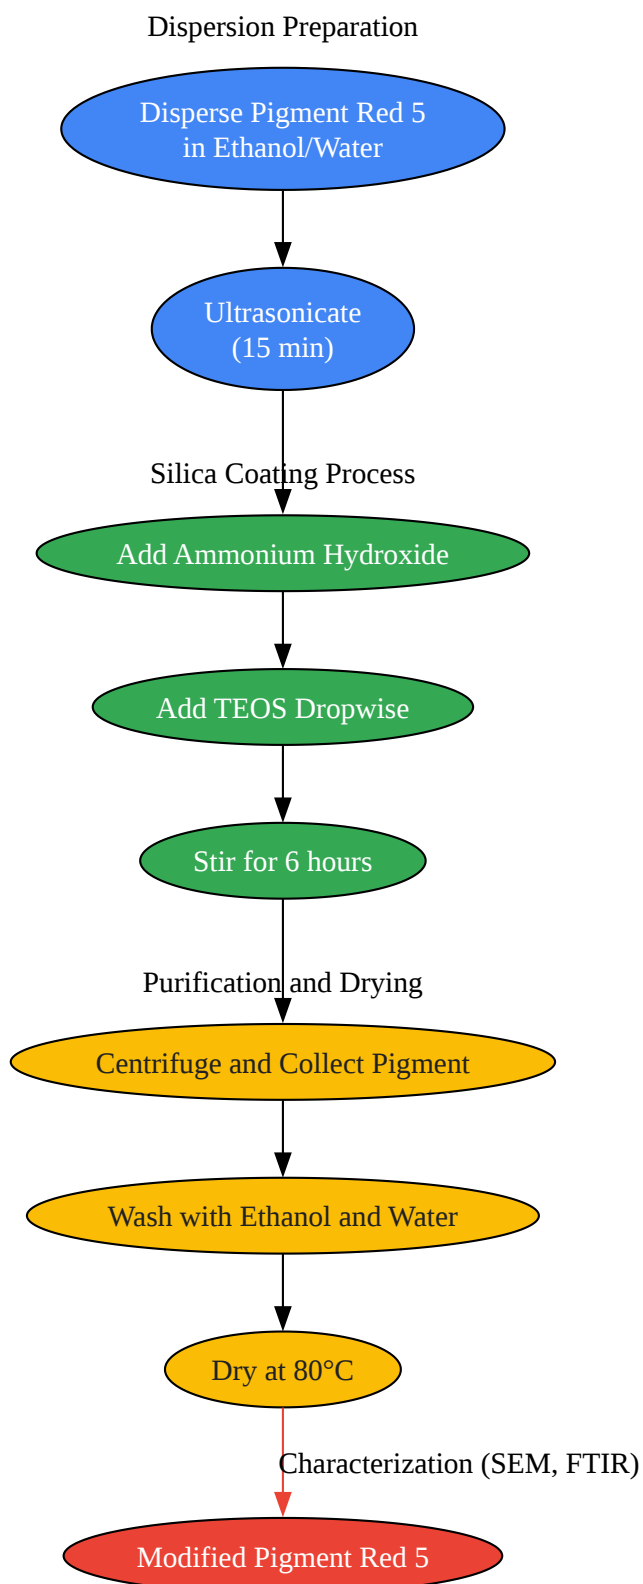 Dispersion Preparation
Disperse Pigment Red 5
in Ethanol/Water
Ultrasonicate
(15 min)
Silica Coating Process
Add Ammonium Hydroxide
Add TEOS Dropwise
Stir for 6 hours
Purification and Drying
Centrifuge and Collect Pigment
Wash with Ethanol and Water
Dry at 80°C
Characterization (SEM, FTIR)
Modified Pigment Red 5